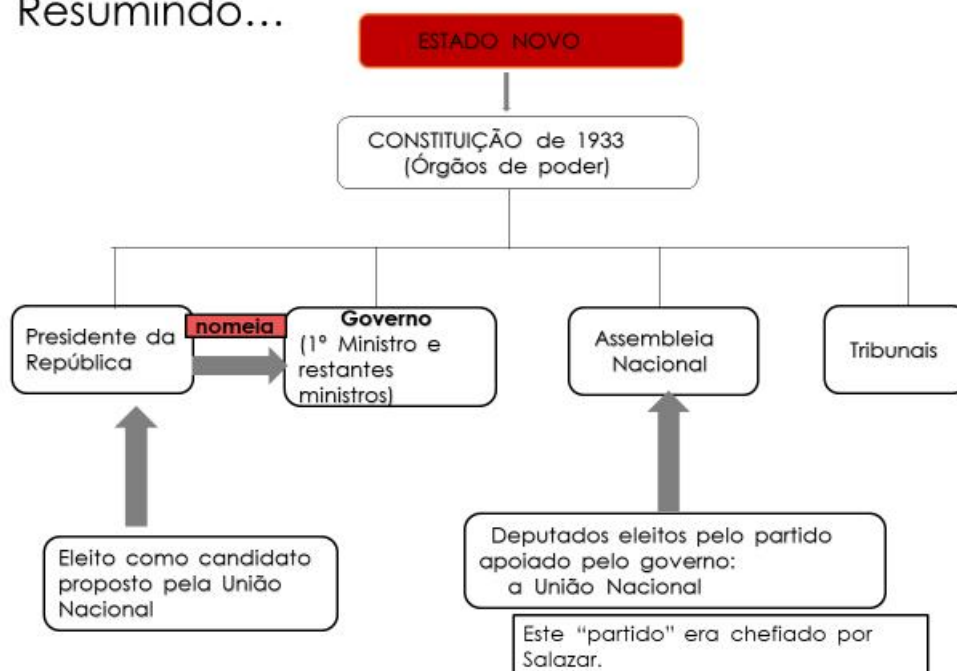 Resumindo...
ESTADO NOVO
CONSTITUIÇÃO de 1933
(Órgãos de poder)
Presidente da
República
nomeia
Governo
(1º Ministro e
restantes
ministros)
Assembleia
Nacional
Tribunais
Eleito como candidato
proposto pela União
Nacional
Deputados eleitos pelo partido
apoiado pelo governo:
a União Nacional
Este “partido” era chefiado por
Salazar.